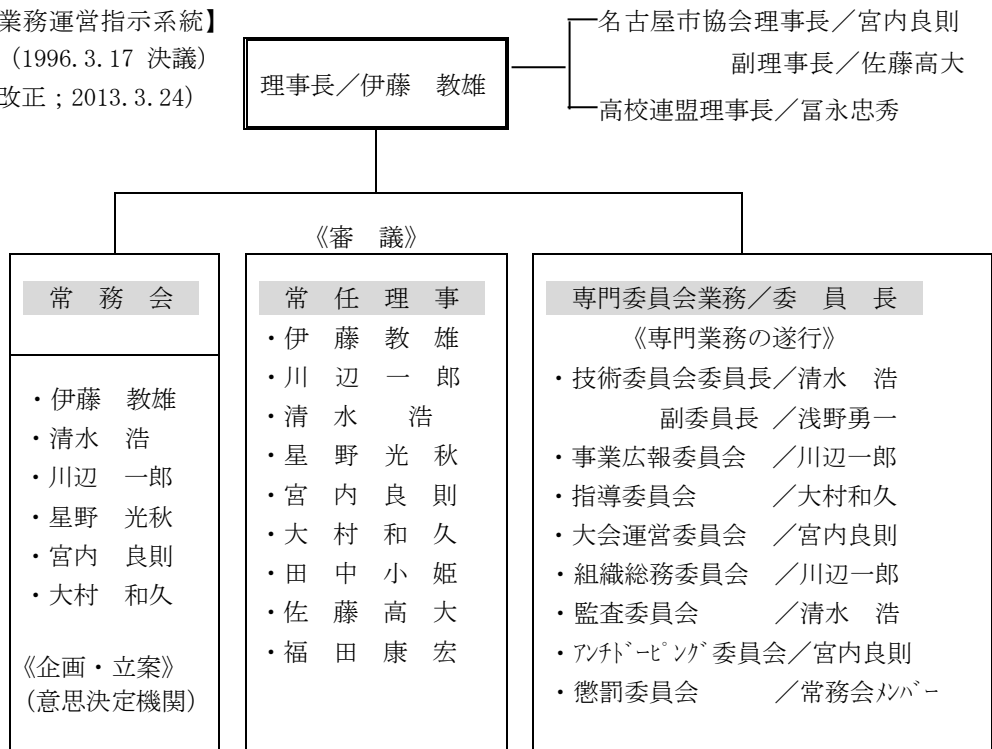 業務運営指示系統】
(1996.3.17 決議)
改正；2013.3.24)
理事長／伊藤　教雄
名古屋市協会理事長／宮内良則
副理事長／佐藤高大
高校連盟理事長／冨永忠秀
《審　議》
常　務　会
・伊藤　教雄
・清水　浩
・川辺　一郎
・星野　光秋
・宮内　良則
・大村　和久
《企画・立案》
(意思決定機関)
常　任　理　事
・伊　藤　教　雄
・川　辺　一　郎
・清　水　　浩
・星　野　光　秋
・宮　内　良　則
・大　村　和　久
・田　中　小　姫
・佐　藤　高　大
・福　田　康　宏
専門委員会業務／委　員　長
《専門業務の遂行》
・技術委員会委員長／清水　浩
副委員長　／浅野勇一
・事業広報委員会　／川辺一郎
・指導委員会　　　／大村和久
・大会運営委員会　／宮内良則
・組織総務委員会　／川辺一郎
・監査委員会　　　／清水　浩
・ｱﾝﾁﾄﾞｰﾋﾟﾝｸﾞ委員会／宮内良則
・懲罰委員会　　　／常務会ﾒﾝﾊﾞｰ